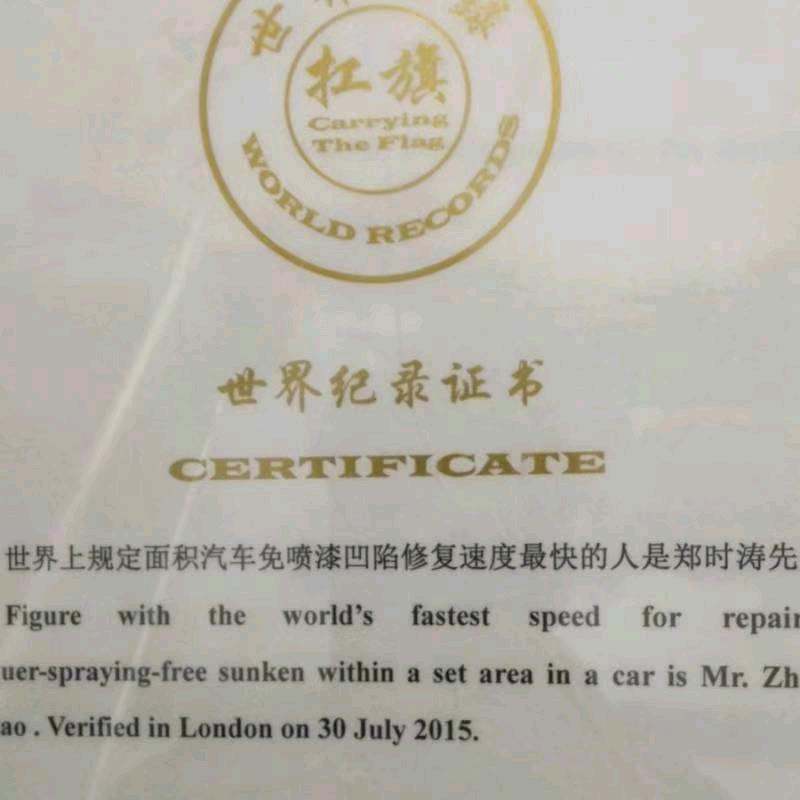 世界
录
扛旗
Carrying
The Flag
WORLD RECORDS
世界纪录证书
CERTIFICATE
世界上规定面积汽车免喷漆凹陷修复速度最快的人是郑时涛先
Figure with the world's fastest speed for repair
uer-spraying-free sunken within a set area in a car is Mr. Zh
ao . Verified in London on 30 July 2015.